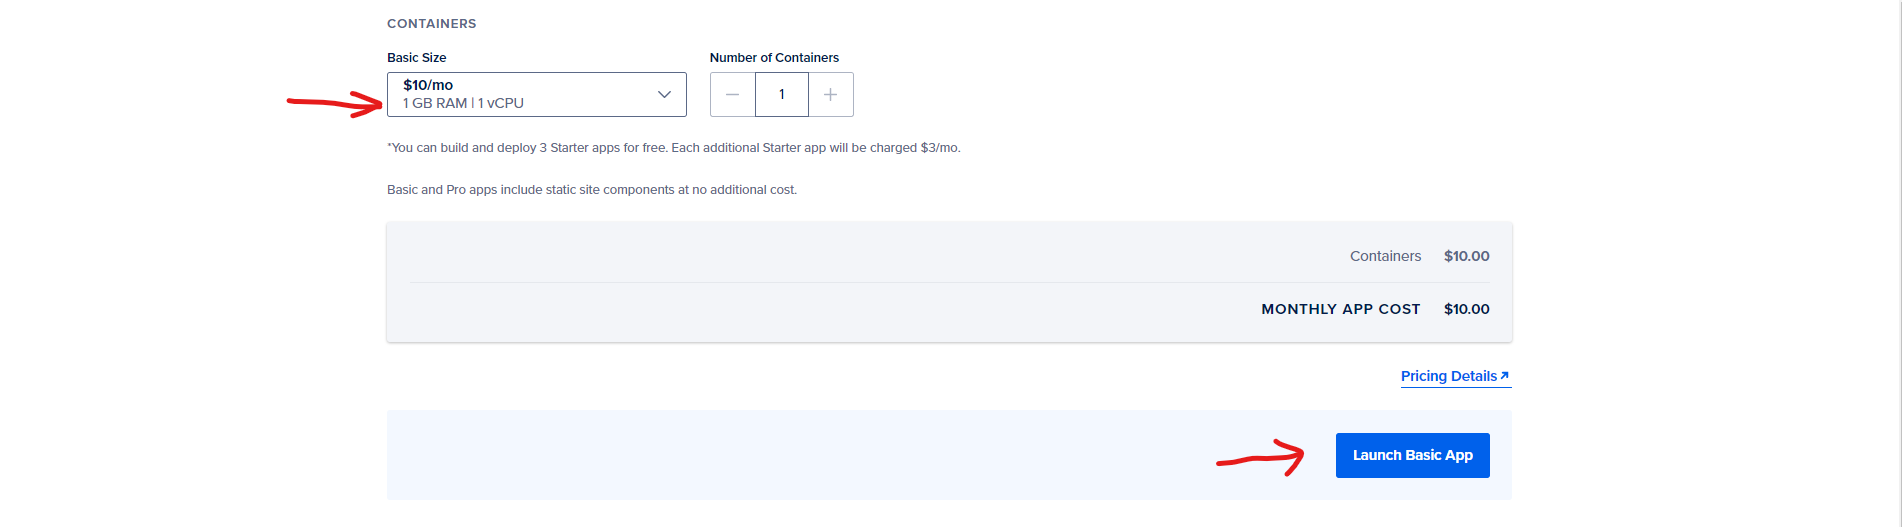 CONTAINERS
Basic Size
Number of Containers
$10/mo
1 GB RAM | 1 vCPU
1
*You can build and deploy 3 Starter apps for free. Each additional Starter app will be charged $3/mo.
Basic and Pro apps include static site components at no additional cost.
Containers $10.00
MONTHLY APP COST $10.00
Pricing Details
Launch Basic App